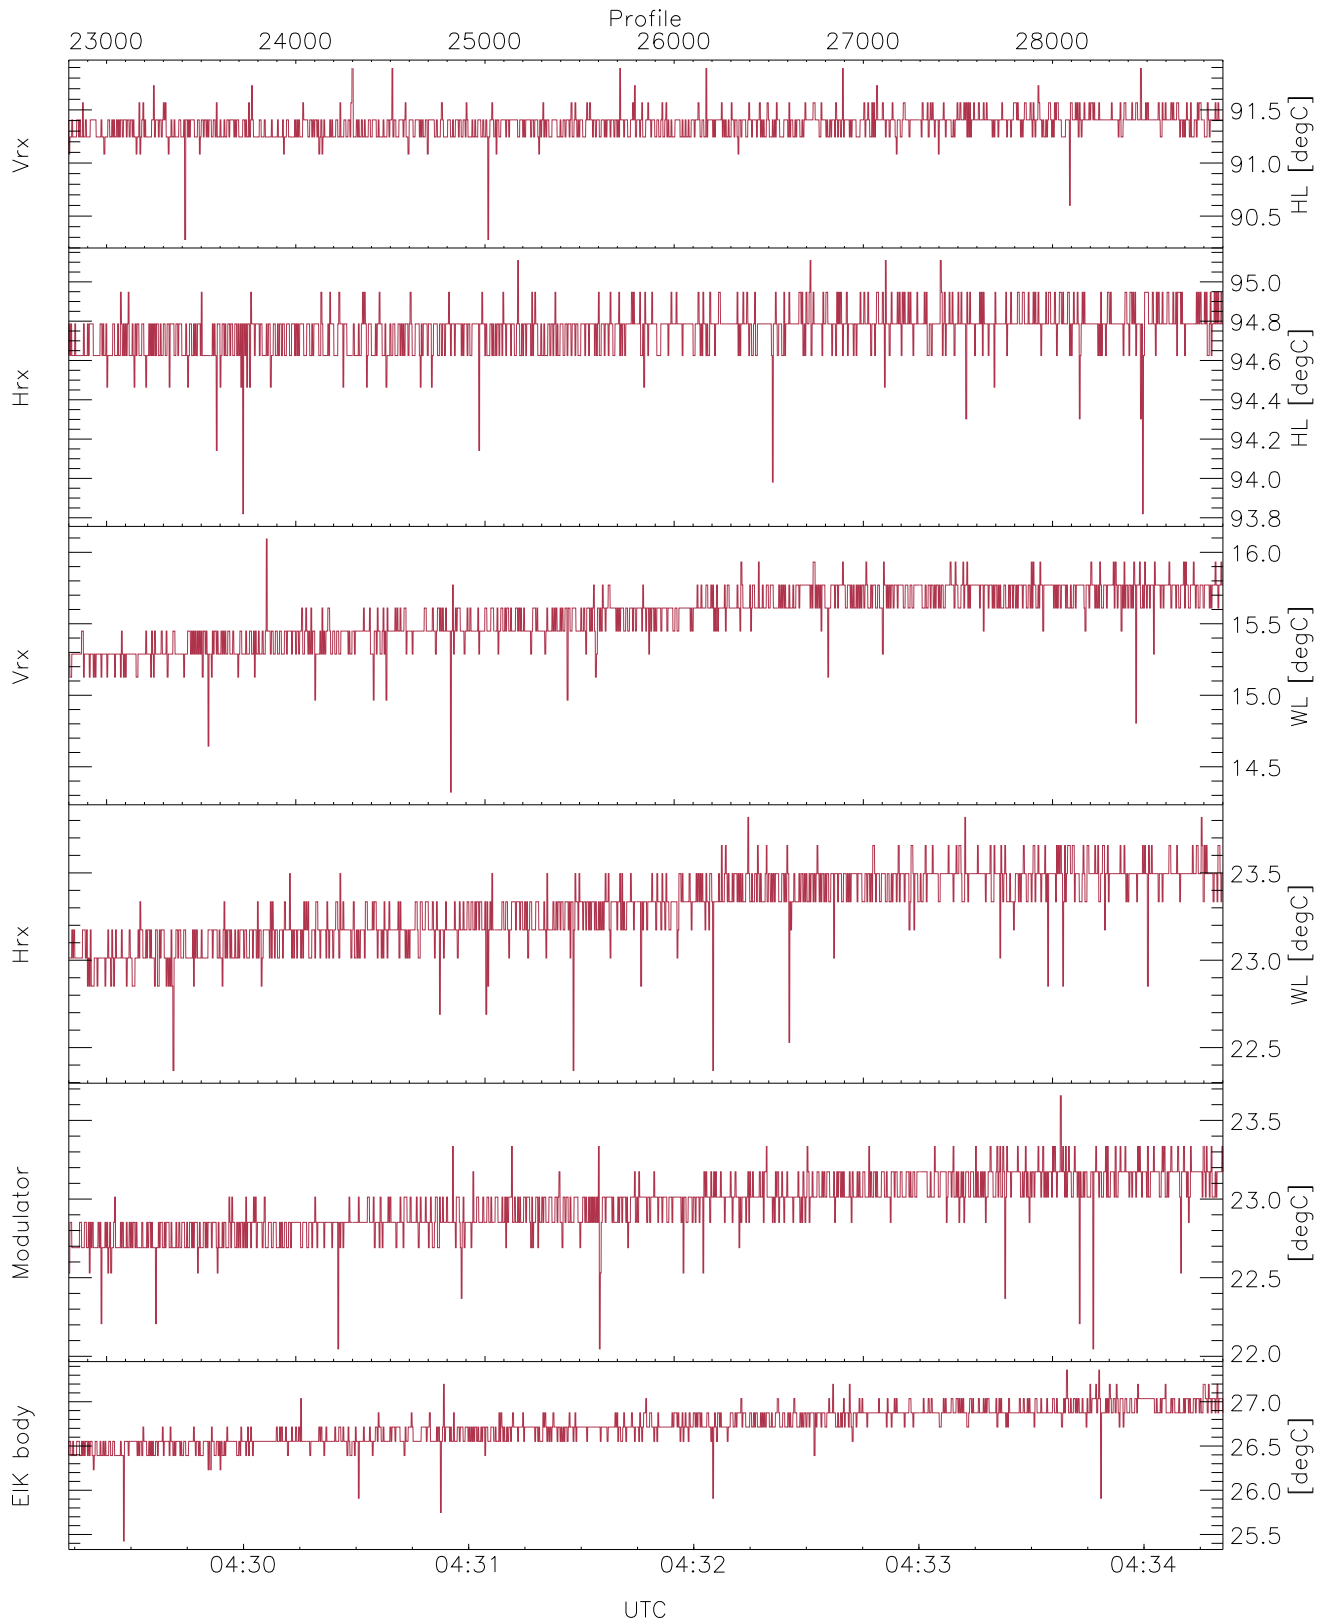 Profile
23000 24000 25000 26000 27000 28000
Vrx
91.5
91.0
90.5
HL [degC]
Hrx
95.0
94.8
94.6
94.4
94.2
94.0
93.8
HL [degC]
Vrx
16.0
15.5
15.0
14.5
WL [degC]
Hrx
23.5
23.0
22.5
WL [degC]
Modulator
23.5
23.0
22.5
22.0
[degC]
EIK body
27.0
26.5
26.0
25.5
[degC]
04:30 04:31 04:32 04:33 04:34
UTC